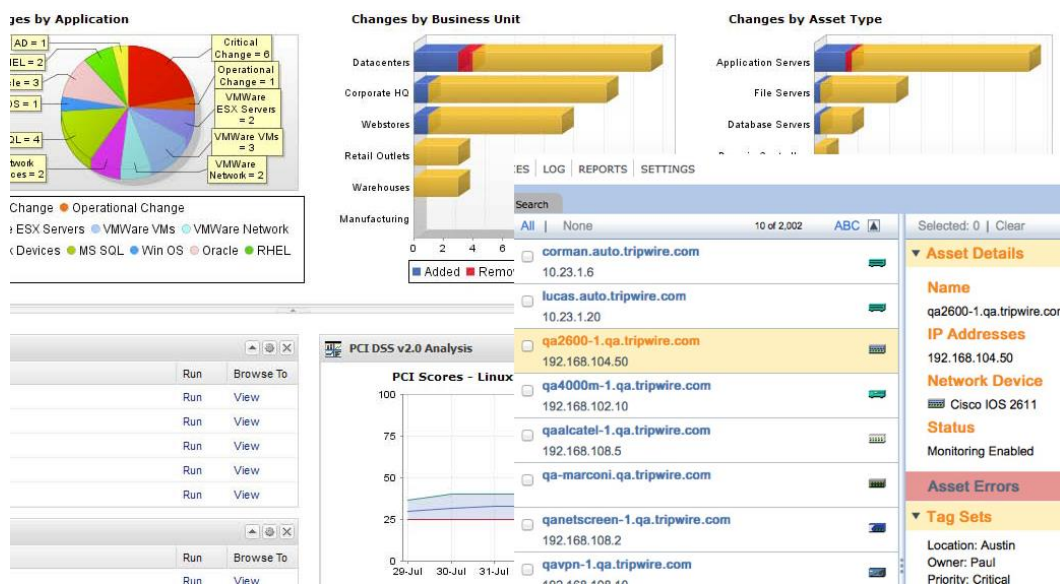 ges by Application
AD = 1
HEL = 2
le = 3
OS = 1
QL = 4
twork
ces = 2
Critical
Change = 6
Operational
Change = 1
VMWare
ESX Servers
= 2
VMWare VMs
= 3
VMWare
Network = 2
Change Operational Change
ESX Servers VMWare VMs VMWare Network
Devices MS SQL Win OS Oracle RHEL
Changes by Business Unit
Datacenters
Corporate HQ
Webstores
Retail Outlets
Warehouses
Manufacturing
0 2 4 6
Added Remo
Changes by Asset Type
Application Servers
File Servers
Database Servers
ES LOG REPORTS SETTINGS
Search
All | None 10 of 2,002 ABC
corman.auto.tripwire.com
10.23.1.6
lucas.auto.tripwire.com
10.23.1.20
qa2600-1.qa.tripwire.com
192.168.104.50
qa4000m-1.qa.tripwire.com
192.168.102.10
qaalcatel-1.qa.tripwire.com
192.168.108.5
qa-marconi.qa.tripwire.com
qanetscreen-1.qa.tripwire.com
192.168.108.2
qavpn-1.qa.tripwire.com
192.168.108.10
Selected: 0 | Clear
Asset Details
Name
qa2600-1.qa.tripwire.com
IP Addresses
192.168.104.50
Network Device
Cisco IOS 2611
Status
Monitoring Enabled
Asset Errors
Tag Sets
Location: Austin
Owner: Paul
Priority: Critical
Run Browse To
Run View
Run View
Run View
Run View
Run View
Run Browse To
Run View
PCI DSS v2.0 Analysis
PCI Scores - Linux
100
75
50
25
0
29-Jul 30-Jul 31-Jul